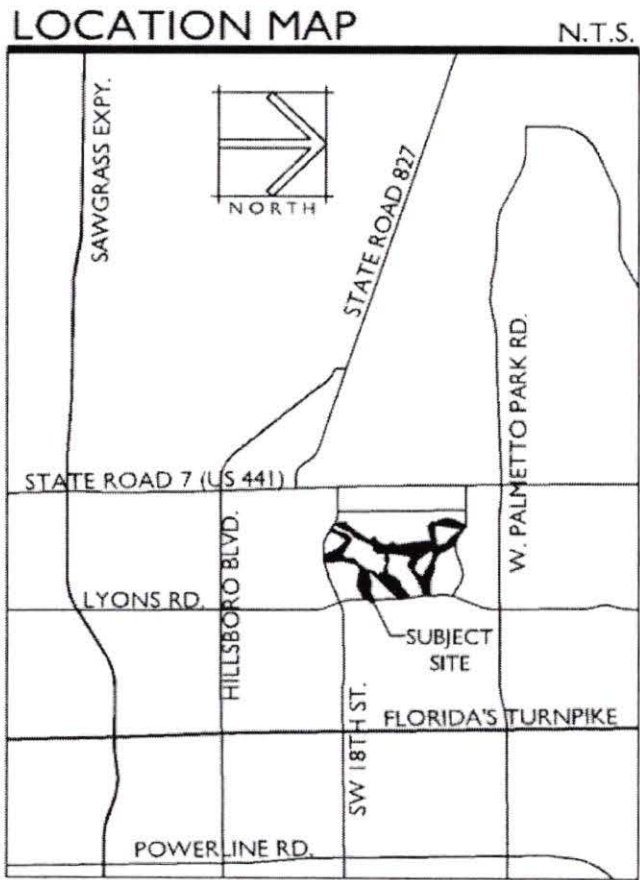 LOCATION MAP
N.T.S.
SAWGRASS EXPY.
NORTH
STATE ROAD 827
W. PALMETTO PARK RD.
STATE ROAD 7 (US 441)
HILLSBORO BLVD.
LYONS RD.
SUBJECT
SITE
SW 18TH ST.
FLORIDA'S TURNPIKE
POWERLINE RD.